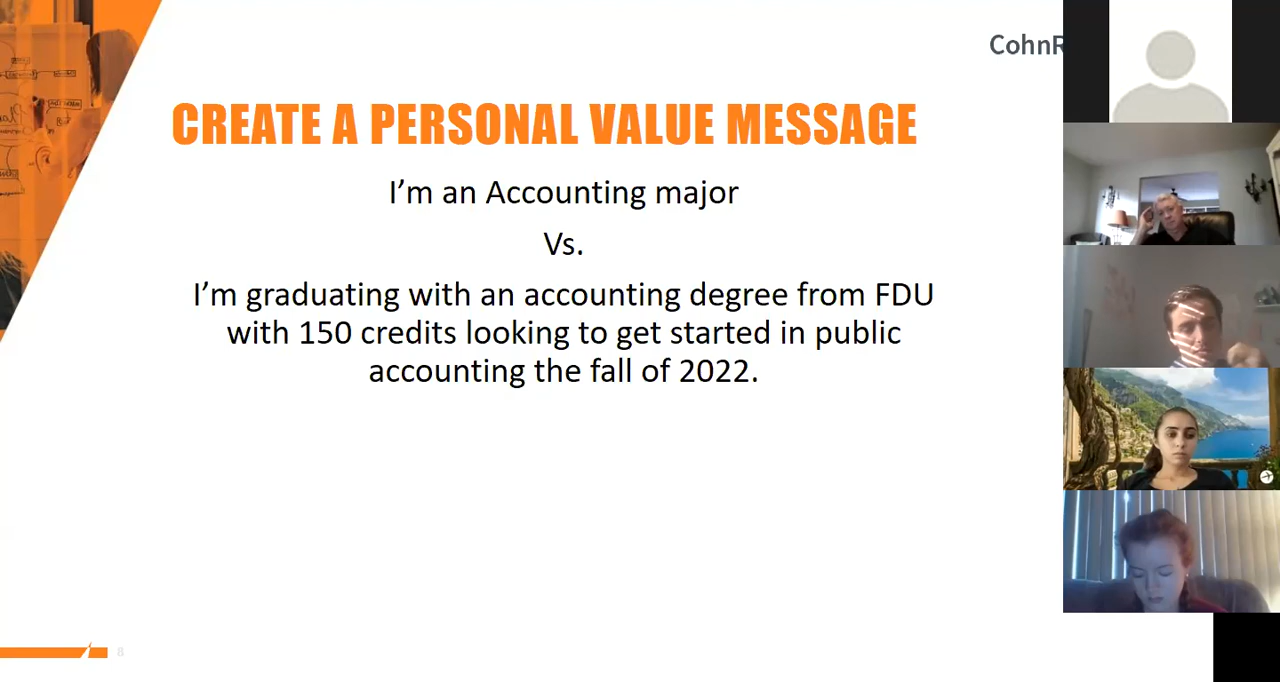 CohnR
CREATE A PERSONAL VALUE MESSAGE
I’m an Accounting major
Vs.
I’m graduating with an accounting degree from FDU
with 150 credits looking to get started in public
accounting the fall of 2022.
8